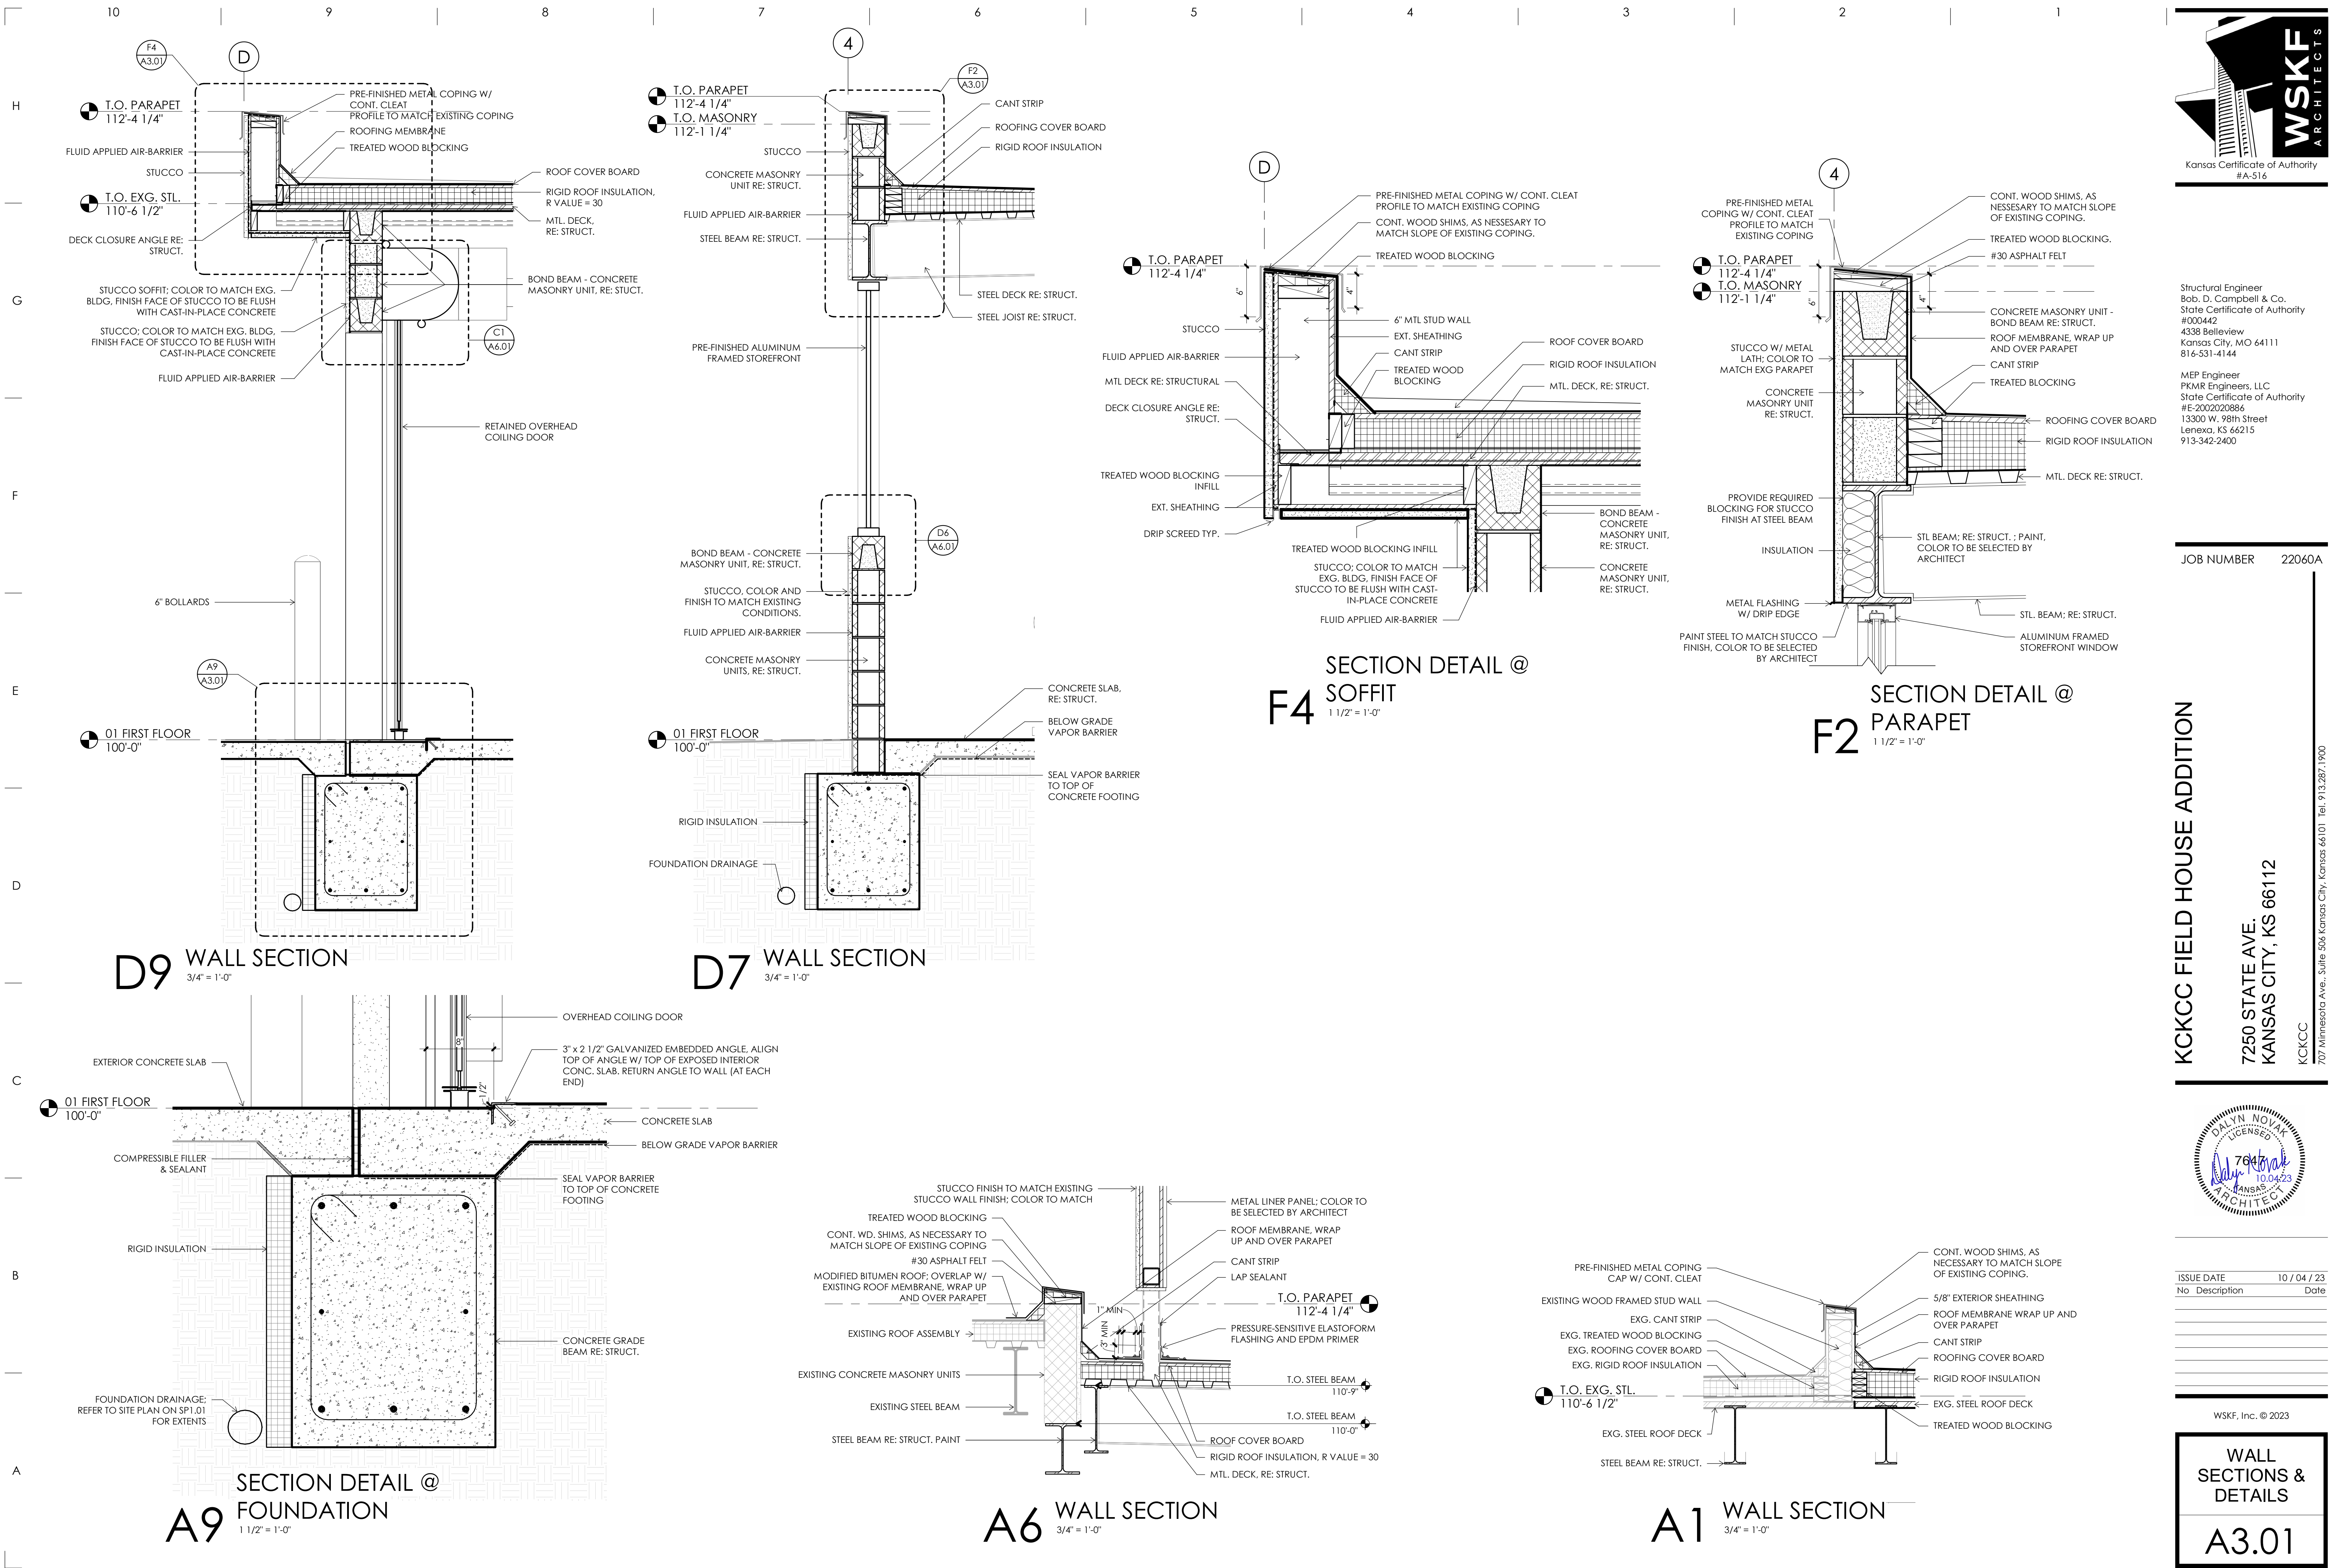 10 9 8 7 6 5 4 3 2 1
H
G
F
E
D
C
B
A
F4
A3.01
D
T.O. PARAPET
112'-4 1/4"
FLUID APPLIED AIR-BARRIER
STUCCO
T.O. EXG. STL.
110'-6 1/2"
DECK CLOSURE ANGLE RE:
STRUCT.
STUCCO SOFFIT; COLOR TO MATCH EXG.
BLDG, FINISH FACE OF STUCCO TO BE FLUSH
WITH CAST-IN-PLACE CONCRETE
STUCCO; COLOR TO MATCH EXG. BLDG,
FINISH FACE OF STUCCO TO BE FLUSH WITH
CAST-IN-PLACE CONCRETE
FLUID APPLIED AIR-BARRIER
PRE-FINISHED METAL COPING W/
CONT. CLEAT
PROFILE TO MATCH EXISTING COPING
ROOFING MEMBRANE
TREATED WOOD BLOCKING
ROOF COVER BOARD
RIGID ROOF INSULATION,
R VALUE = 30
MTL. DECK,
RE: STRUCT.
BOND BEAM - CONCRETE
MASONRY UNIT, RE: STUCT.
C1
A6.01
RETAINED OVERHEAD
COILING DOOR
6" BOLLARDS
A9
A3.01
01 FIRST FLOOR
100'-0"
D9
WALL SECTION
3/4" = 1'-0"
4
F2
A3.01
T.O. PARAPET
112'-4 1/4"
T.O. MASONRY
112'-1 1/4"
STUCCO
CONCRETE MASONRY
UNIT RE: STRUCT.
FLUID APPLIED AIR-BARRIER
STEEL BEAM RE: STRUCT.
CANT STRIP
ROOFING COVER BOARD
RIGID ROOF INSULATION
STEEL DECK RE: STRUCT.
STEEL JOIST RE: STRUCT.
PRE-FINISHED ALUMINUM
FRAMED STOREFRONT
D6
A6.01
BOND BEAM - CONCRETE
MASONRY UNIT, RE: STRUCT.
STUCCO, COLOR AND
FINISH TO MATCH EXISTING
CONDITIONS.
FLUID APPLIED AIR-BARRIER
CONCRETE MASONRY
UNITS, RE: STRUCT.
CONCRETE SLAB,
RE: STRUCT.
BELOW GRADE
VAPOR BARRIER
01 FIRST FLOOR
100'-0"
SEAL VAPOR BARRIER
TO TOP OF
CONCRETE FOOTING
RIGID INSULATION
FOUNDATION DRAINAGE
D7
WALL SECTION
3/4" = 1'-0"
D
PRE-FINISHED METAL COPING W/ CONT. CLEAT
PROFILE TO MATCH EXISTING COPING
CONT. WOOD SHIMS, AS NESSESARY TO
MATCH SLOPE OF EXISTING COPING.
TREATED WOOD BLOCKING
T.O. PARAPET
112'-4 1/4"
6"
4"
STUCCO
6" MTL STUD WALL
EXT. SHEATHING
CANT STRIP
TREATED WOOD
BLOCKING
ROOF COVER BOARD
RIGID ROOF INSULATION
MTL. DECK, RE: STRUCT.
FLUID APPLIED AIR-BARRIER
MTL DECK RE: STRUCTURAL
DECK CLOSURE ANGLE RE:
STRUCT.
TREATED WOOD BLOCKING
INFILL
EXT. SHEATHING
DRIP SCREED TYP.
TREATED WOOD BLOCKING INFILL
STUCCO; COLOR TO MATCH
EXG. BLDG, FINISH FACE OF
STUCCO TO BE FLUSH WITH CAST-
IN-PLACE CONCRETE
FLUID APPLIED AIR-BARRIER
BOND BEAM -
CONCRETE
MASONRY UNIT,
RE: STRUCT.
CONCRETE
MASONRY UNIT,
RE: STRUCT.
F4
SECTION DETAIL @
SOFFIT
1 1/2" = 1'-0"
4
PRE-FINISHED METAL
COPING W/ CONT. CLEAT
PROFILE TO MATCH
EXISTING COPING
T.O. PARAPET
112'-4 1/4"
T.O. MASONRY
112'-1 1/4"
6"
4"
STUCCO W/ METAL
LATH; COLOR TO
MATCH EXG PARAPET
CONCRETE
MASONRY UNIT
RE: STRUCT.
PROVIDE REQUIRED
BLOCKING FOR STUCCO
FINISH AT STEEL BEAM
INSULATION
METAL FLASHING
W/ DRIP EDGE
PAINT STEEL TO MATCH STUCCO
FINISH, COLOR TO BE SELECTED
BY ARCHITECT
CONT. WOOD SHIMS, AS
NESSESARY TO MATCH SLOPE
OF EXISTING COPING.
TREATED WOOD BLOCKING.
#30 ASPHALT FELT
CONCRETE MASONRY UNIT -
BOND BEAM RE: STRUCT.
ROOF MEMBRANE, WRAP UP
AND OVER PARAPET
CANT STRIP
TREATED BLOCKING
ROOFING COVER BOARD
RIGID ROOF INSULATION
MTL. DECK RE: STRUCT.
STL BEAM; RE: STRUCT. ; PAINT,
COLOR TO BE SELECTED BY
ARCHITECT
STL. BEAM; RE: STRUCT.
ALUMINUM FRAMED
STOREFRONT WINDOW
F2
SECTION DETAIL @
PARAPET
1 1/2" = 1'-0"
OVERHEAD COILING DOOR
8"
1/2"
3" x 2 1/2" GALVANIZED EMBEDDED ANGLE, ALIGN
TOP OF ANGLE W/ TOP OF EXPOSED INTERIOR
CONC. SLAB. RETURN ANGLE TO WALL (AT EACH
END)
EXTERIOR CONCRETE SLAB
01 FIRST FLOOR
100'-0"
CONCRETE SLAB
BELOW GRADE VAPOR BARRIER
COMPRESSIBLE FILLER
& SEALANT
SEAL VAPOR BARRIER
TO TOP OF CONCRETE
FOOTING
RIGID INSULATION
CONCRETE GRADE
BEAM RE: STRUCT.
FOUNDATION DRAINAGE;
REFER TO SITE PLAN ON SP1.01
FOR EXTENTS
A9
SECTION DETAIL @
FOUNDATION
1 1/2" = 1'-0"
STUCCO FINISH TO MATCH EXISTING
STUCCO WALL FINISH; COLOR TO MATCH
TREATED WOOD BLOCKING
CONT. WD. SHIMS, AS NECESSARY TO
MATCH SLOPE OF EXISTING COPING
#30 ASPHALT FELT
MODIFIED BITUMEN ROOF; OVERLAP W/
EXISTING ROOF MEMBRANE, WRAP UP
AND OVER PARAPET
EXISTING ROOF ASSEMBLY
EXISTING CONCRETE MASONRY UNITS
EXISTING STEEL BEAM
STEEL BEAM RE: STRUCT. PAINT
METAL LINER PANEL; COLOR TO
BE SELECTED BY ARCHITECT
ROOF MEMBRANE, WRAP
UP AND OVER PARAPET
CANT STRIP
LAP SEALANT
T.O. PARAPET
112'-4 1/4"
1" MIN
3" MIN
PRESSURE-SENSITIVE ELASTOFORM
FLASHING AND EPDM PRIMER
T.O. STEEL BEAM
110'-9"
T.O. STEEL BEAM
110'-0"
ROOF COVER BOARD
RIGID ROOF INSULATION, R VALUE = 30
MTL. DECK, RE: STRUCT.
A6
WALL SECTION
3/4" = 1'-0"
PRE-FINISHED METAL COPING
CAP W/ CONT. CLEAT
EXISTING WOOD FRAMED STUD WALL
EXG. CANT STRIP
EXG. TREATED WOOD BLOCKING
EXG. ROOFING COVER BOARD
EXG. RIGID ROOF INSULATION
T.O. EXG. STL.
110'-6 1/2"
EXG. STEEL ROOF DECK
STEEL BEAM RE: STRUCT.
CONT. WOOD SHIMS, AS
NECESSARY TO MATCH SLOPE
OF EXISTING COPING.
5/8" EXTERIOR SHEATHING
ROOF MEMBRANE WRAP UP AND
OVER PARAPET
CANT STRIP
ROOFING COVER BOARD
RIGID ROOF INSULATION
EXG. STEEL ROOF DECK
TREATED WOOD BLOCKING
A1
WALL SECTION
3/4" = 1'-0"
WSKF
ARCHITECTS
Kansas Certificate of Authority
#A-516
Structural Engineer
Bob. D. Campbell & Co.
State Certificate of Authority
#000442
4338 Belleview
Kansas City, MO 64111
816-531-4144
MEP Engineer
PKMR Engineers, LLC
State Certificate of Authority
#E-2002020886
13300 W. 98th Street
Lenexa, KS 66215
913-342-2400
JOB NUMBER 22060A
KCKCC FIELD HOUSE ADDITION
7250 STATE AVE.
KANSAS CITY, KS 66112
KCKCC
707 Minnesota Ave., Suite 506 Kansas City, Kansas 66101 Tel. 913.287.1900
DALYN NOVAK
LICENSED
7647
Dalyn Novak
10.04.23
KANSAS
ARCHITECT
ISSUE DATE 10 / 04 / 23
No Description Date
WSKF, Inc. © 2023
WALL
SECTIONS &
DETAILS
A3.01